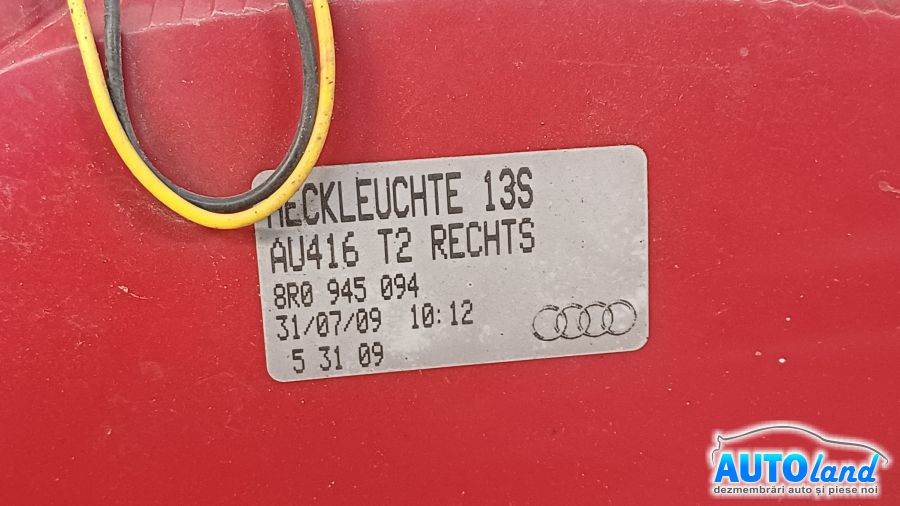 HECKLEUCHTE 13S
AU416 T2 RECHTS
8R0 945 094
31/07/09 10:12
5 31 09
AUTOland
dezmembrări auto și piese noi